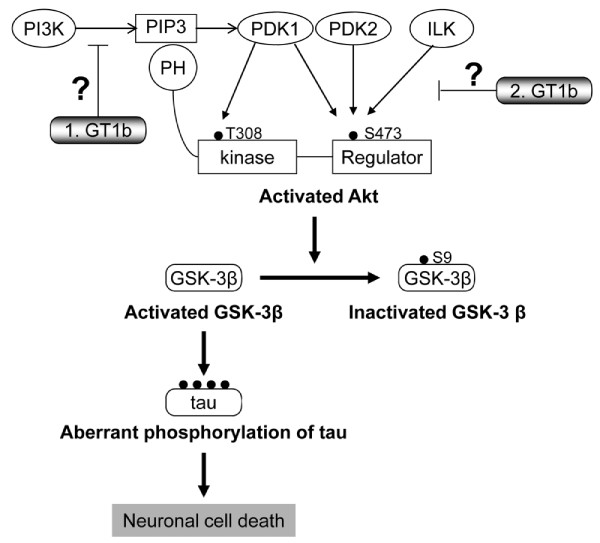 PI3K
PIP3
PDK1
PDK2
ILK
PH
?
1. GT1b
?
2. GT1b
T308
S473
kinase
Regulator
Activated Akt
S9
GSK-3β
GSK-3β
Activated GSK-3β
Inactivated GSK-3 β
tau
Aberrant phosphorylation of tau
Neuronal cell death